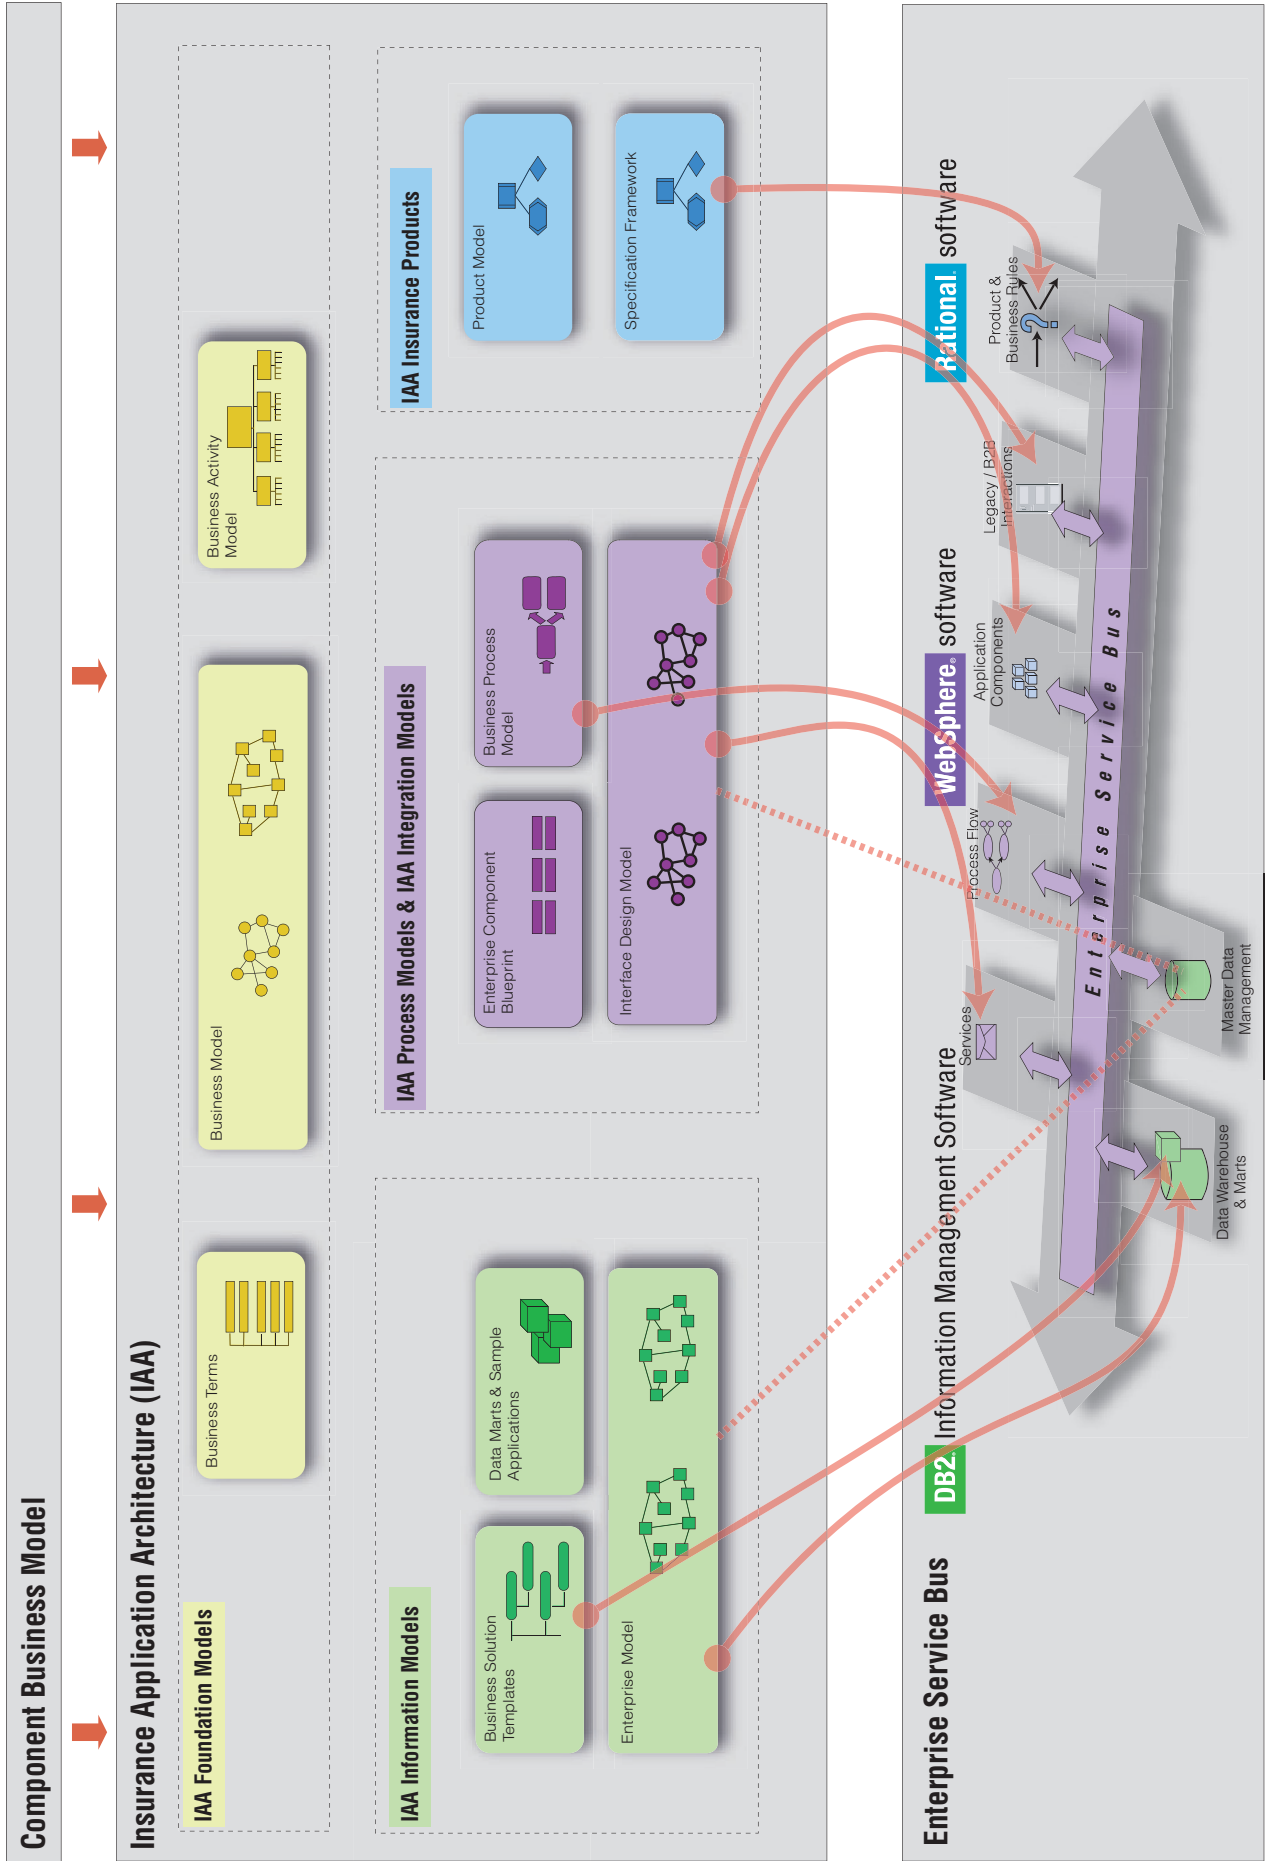 Component Business Model
Insurance Application Architecture (IAA)
IAA Foundation Models
Business Terms
Business Model
Business Activity
Model
IAA Information Models
Business Solution
Templates
Data Marts & Sample
Applications
Enterprise Model
IAA Process Models & IAA Integration Models
Enterprise Component
Blueprint
Business Process
Model
Interface Design Model
IAA Insurance Products
Product Model
Specification Framework
Enterprise Service Bus
DB2. Information Management Software
WebSphere® software
Rational. software
Services
Process Flow
Application
Components
Legacy / B2B
Interactions
Product &
Business Rules
Enterprise Service Bus
Data Warehouse
& Marts
Master Data
Management